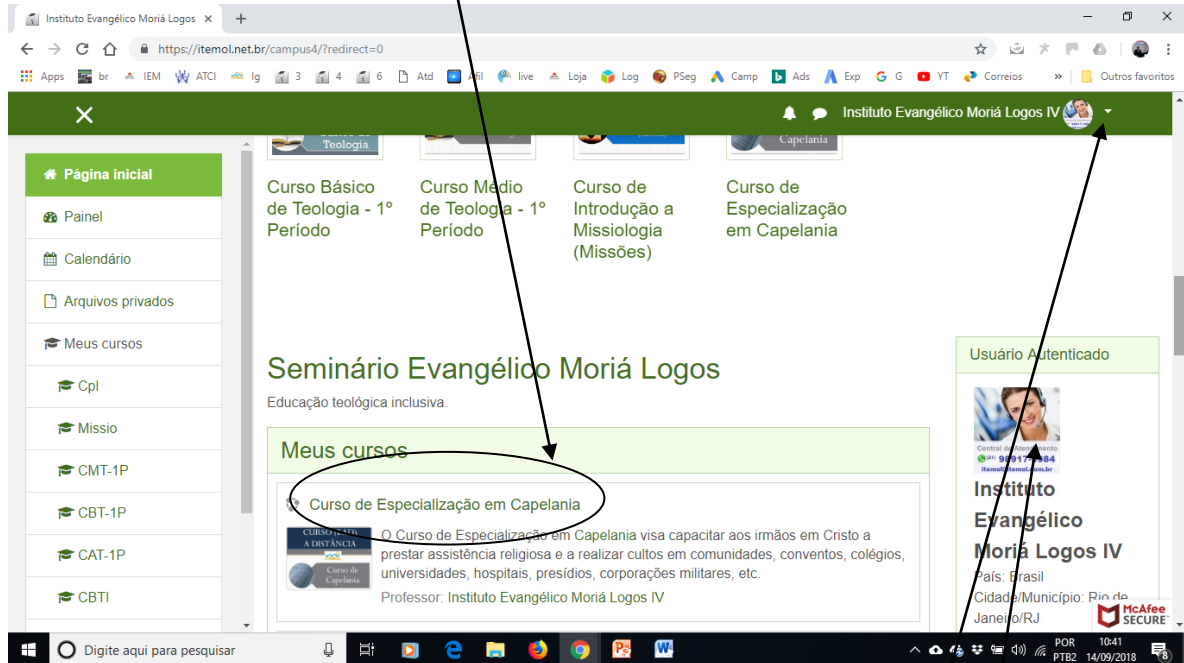 Instituto Evangélico Moriá Logos
https://itemol.net.br/campus4/?redirect=0
Apps br IEM ATCl Ig 3 4 6 Atd Afil live Loja Log PSeg Camp Ads Exp G G YT Correios » Outros favoritos
Instituto Evangélico Moriá Logos IV
Teologia
Capelania
Página inicial
Painel
Calendário
Arquivos privados
Meus cursos
Cpl
Missio
CMT-1P
CBT-1P
CAT-1P
CBTI
Curso Básico
de Teologia - 1º
Período
Curso Médio
de Teologia - 1º
Período
Curso de
Introdução a
Missiologia
(Missões)
Curso de
Especialização
em Capelania
Seminário Evangélico Moriá Logos
Educação teológica inclusiva.
Meus cursos
Curso de Especialização em Capelania
CURSO (EAD)
A DISTÂNCIA
Curso de
Capelania
O Curso de Especialização em Capelania visa capacitar aos irmãos em Cristo a
prestar assistência religiosa e a realizar cultos em comunidades, conventos, colégios,
universidades, hospitais, presídios, corporações militares, etc.
Professor: Instituto Evangélico Moriá Logos IV
Usuário Autenticado
Central de Atendimento
Instituto
Evangélico
Moriá Logos IV
País: Brasil
Cidade/Município: Rio de
Janeiro/RJ
McAfee
SECURE
Digite aqui para pesquisar
POR
PTB2
10:41
14/09/2018
8